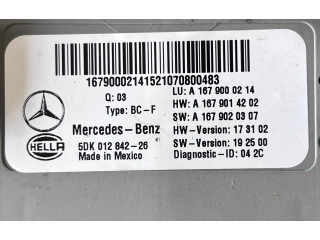 16790002141521070800483
Q: 03
Type: BC-F
LU: A 167 900 02 14
HW: A 167 901 42 02
SW: A 167 902 03 07
Mercedes-Benz
HW-Version: 17 31 02
HELLA
5DK 012 842-26
SW-Version: 19 25 00
Made in Mexico
Diagnostic-ID: 04 2C